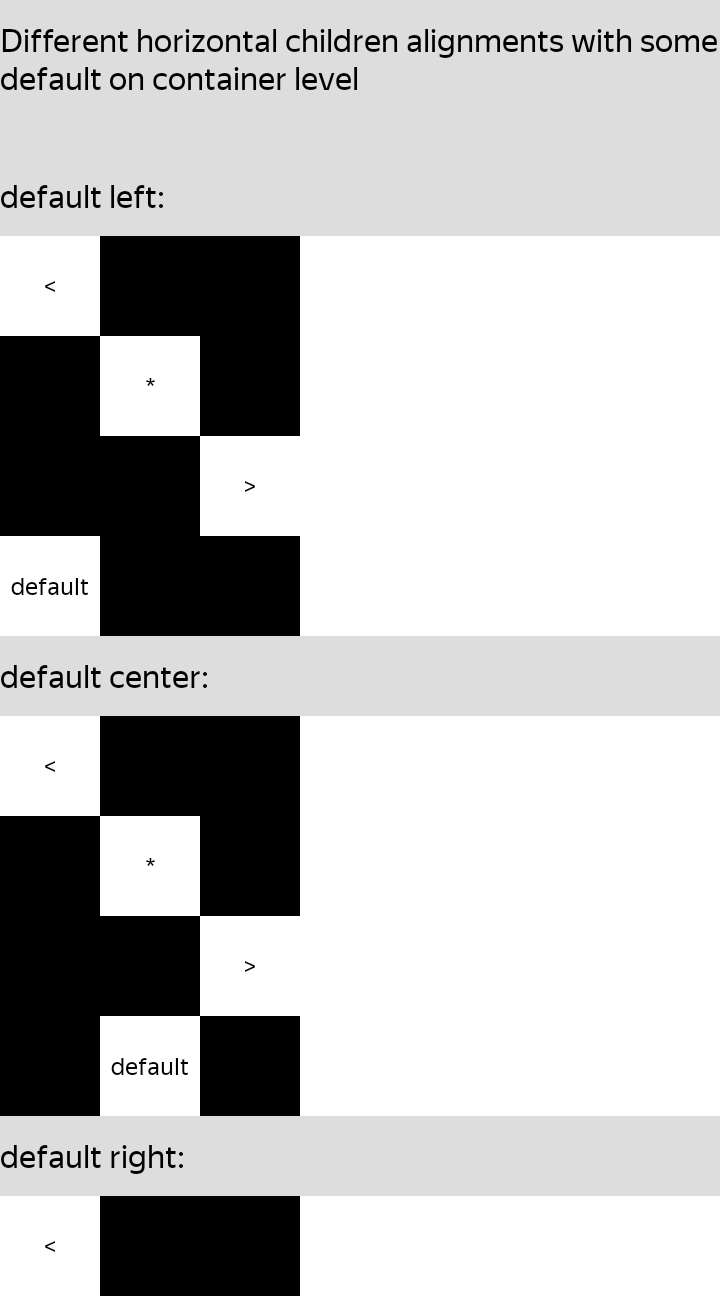 Different horizontal children alignments with some
default on container level
default left:
<
*
>
default
default center:
<
*
>
default
default right:
<